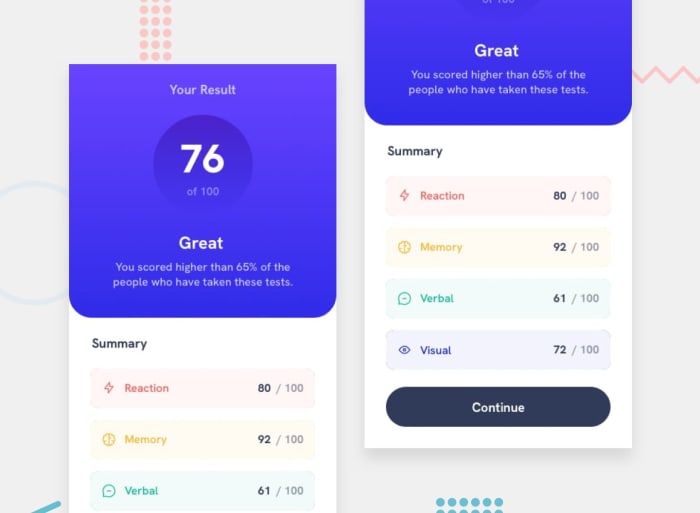 Your Result
76
of 100
Great
You scored higher than 65% of the
people who have taken these tests.
Summary
Reaction 80 / 100
Memory 92 / 100
Verbal 61 / 100
of 100
Great
You scored higher than 65% of the
people who have taken these tests.
Summary
Reaction 80 / 100
Memory 92 / 100
Verbal 61 / 100
Visual 72 / 100
Continue